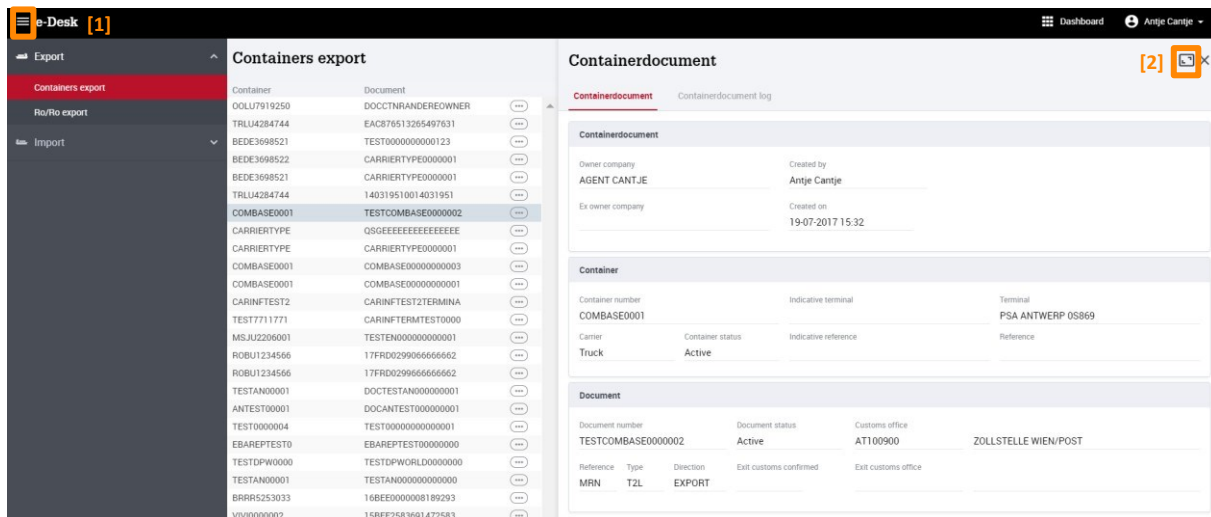 e-Desk [1] Dashboard Antje Cantje
Export
Containers export
Ro/Ro export
Import
Containers export
Container Document
OOLU7919250 DOCCTNRANDEREOWNER
TRLU4284744 EAC876513265497631
BEDE3698521 TEST0000000000123
BEDE3698522 CARRIERTYPE0000001
BEDE3698521 CARRIERTYPE0000001
TRLU4284744 140319510014031951
COMBASE0001 TESTCOMBASE0000002
CARRIERTYPE QSGEEEEEEEEEEEEEEE
CARRIERTYPE CARRIERTYPE0000001
COMBASE0001 COMBASE00000000003
COMBASE0001 COMBASE00000000001
CARINFTEST2 CARINFTEST2TERMINA
TEST7711771 CARINFTERMTEST0000
MSJU2206001 TESTEN000000000001
ROBU1234566 17FRD0299066666662
ROBU1234566 17FRD0299666666662
TESTAN00001 DOCTESTAN000000001
ANTEST00001 DOCANTEST000000001
TEST0000004 TEST00000000000001
EBAREPTEST0 EBAREPTEST00000000
TESTDPW0000 TESTDPWORLD0000000
TESTAN00001 TESTAN000000000000
BRRR5253033 16BEE0000008189293
VIVI0000002 15BEE2583691472583
Containerdocument
[2]
Containerdocument Containerdocument log
Containerdocument
Owner company Created by
AGENT CANTJE Antje Cantje
Ex owner company Created on
19-07-2017 15:32
Container
Container number Indicative terminal Terminal
COMBASE0001 PSA ANTWERP 0S869
Carrier Container status Indicative reference Reference
Truck Active
Document
Document number Document status Customs office
TESTCOMBASE0000002 Active AT100900 ZOLLSTELLE WIEN/POST
Reference Type Direction Exit customs confirmed Exit customs office
MRN T2L EXPORT